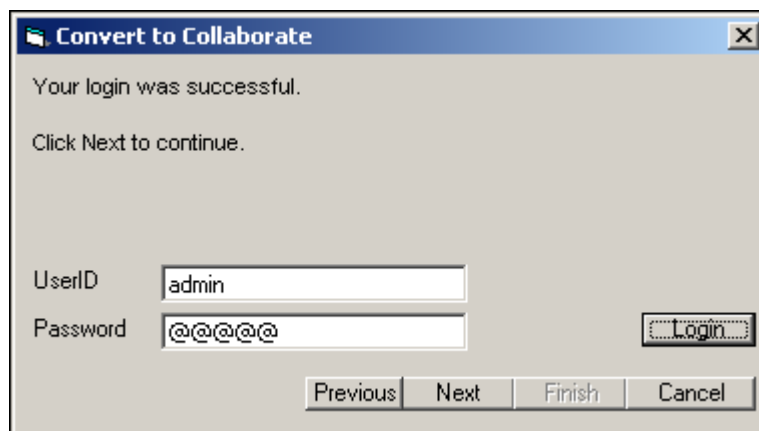 Convert to Collaborate
Your login was successful.
Click Next to continue.
UserID admin
Password @@@@@
Login
Previous Next Finish Cancel